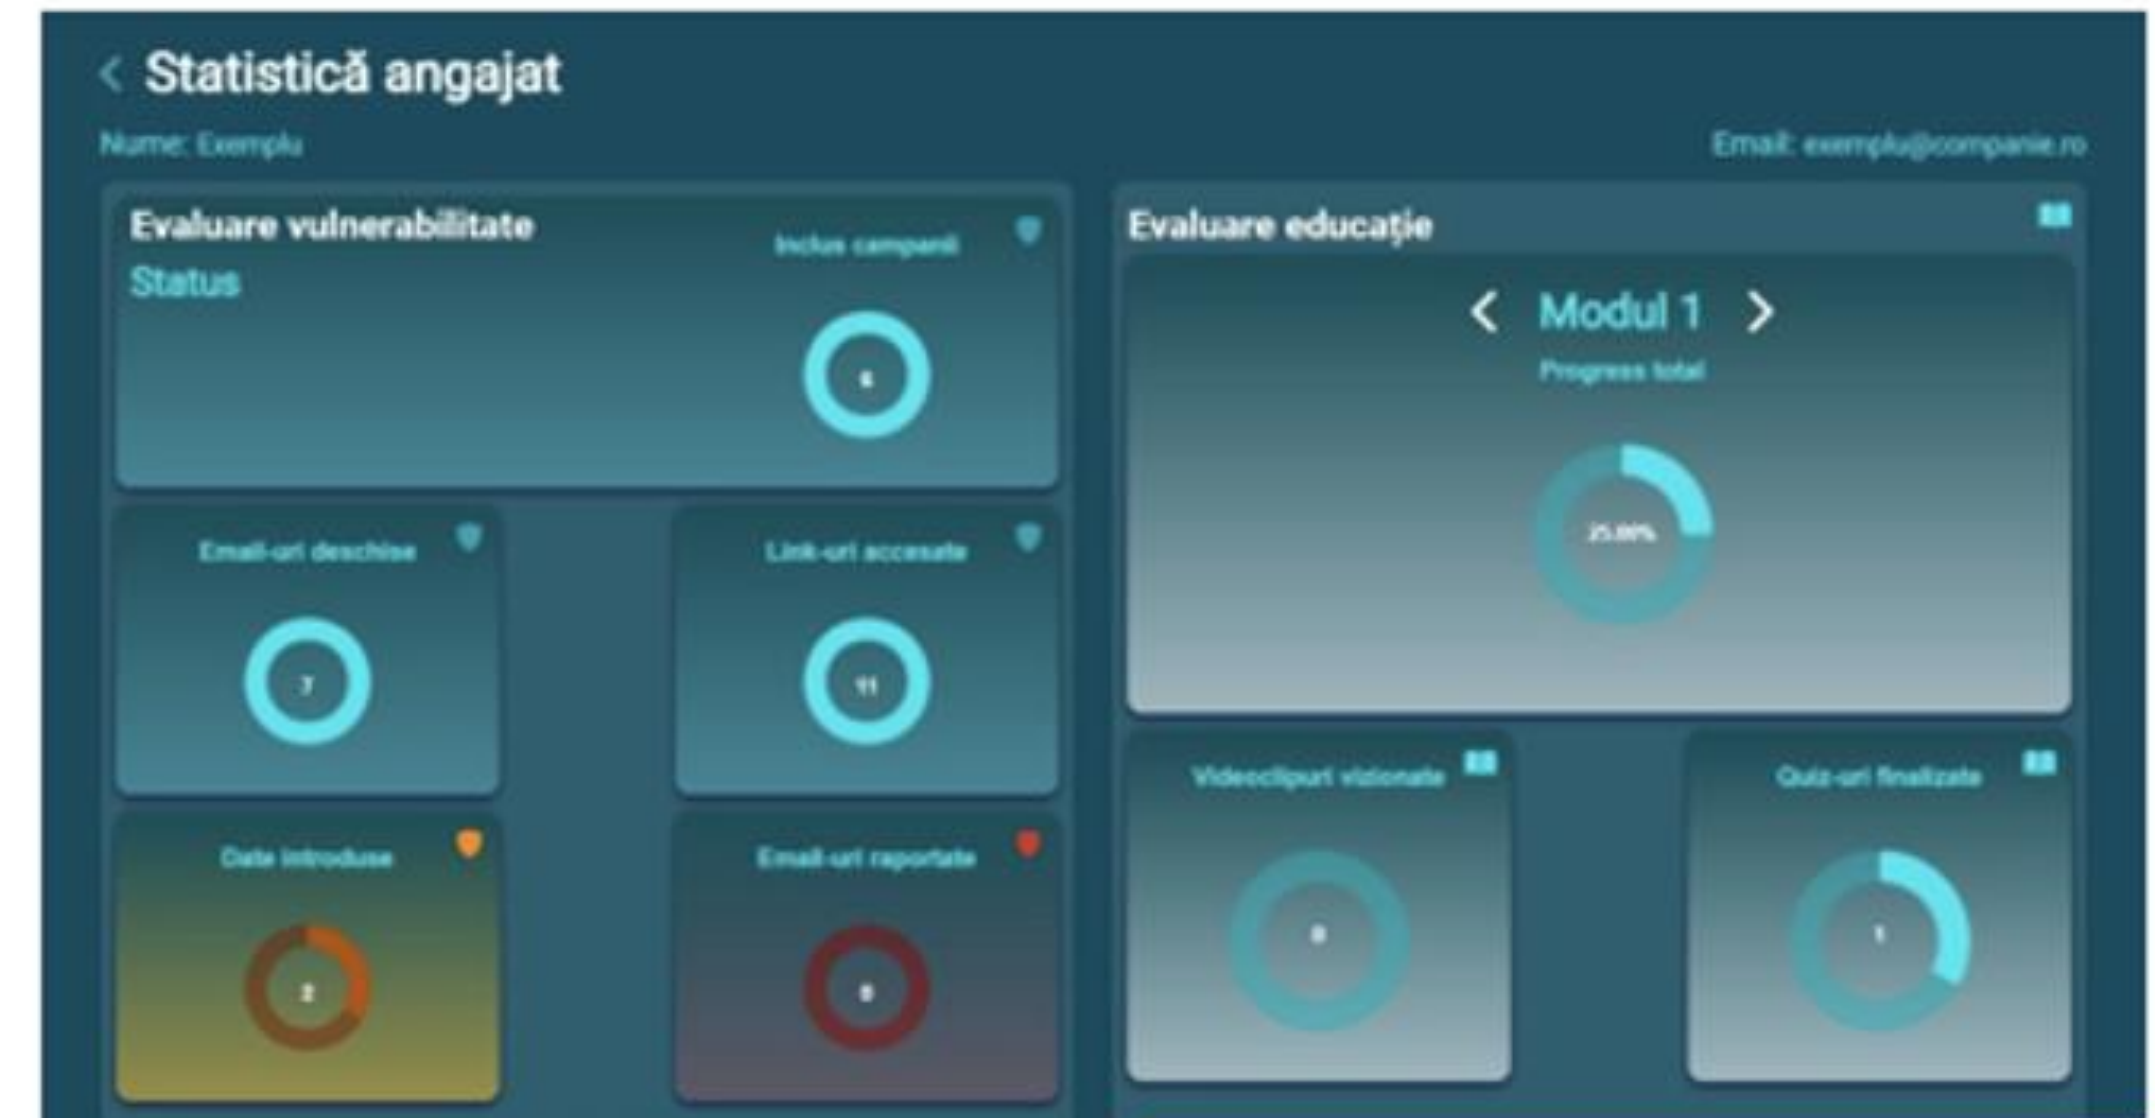 Statistică angajat
Nume: Exemplu
Email: exemplu@companie.ro
Evaluare vulnerabilitate
Status
Inclus campanii
6
Email-uri deschise
7
Link-uri accesate
11
Date introduse
2
Email-uri raportate
0
Evaluare educație
Modul 1
Progress total
25.00%
Videoclipuri vizionate
0
Quiz-uri finalizate
1